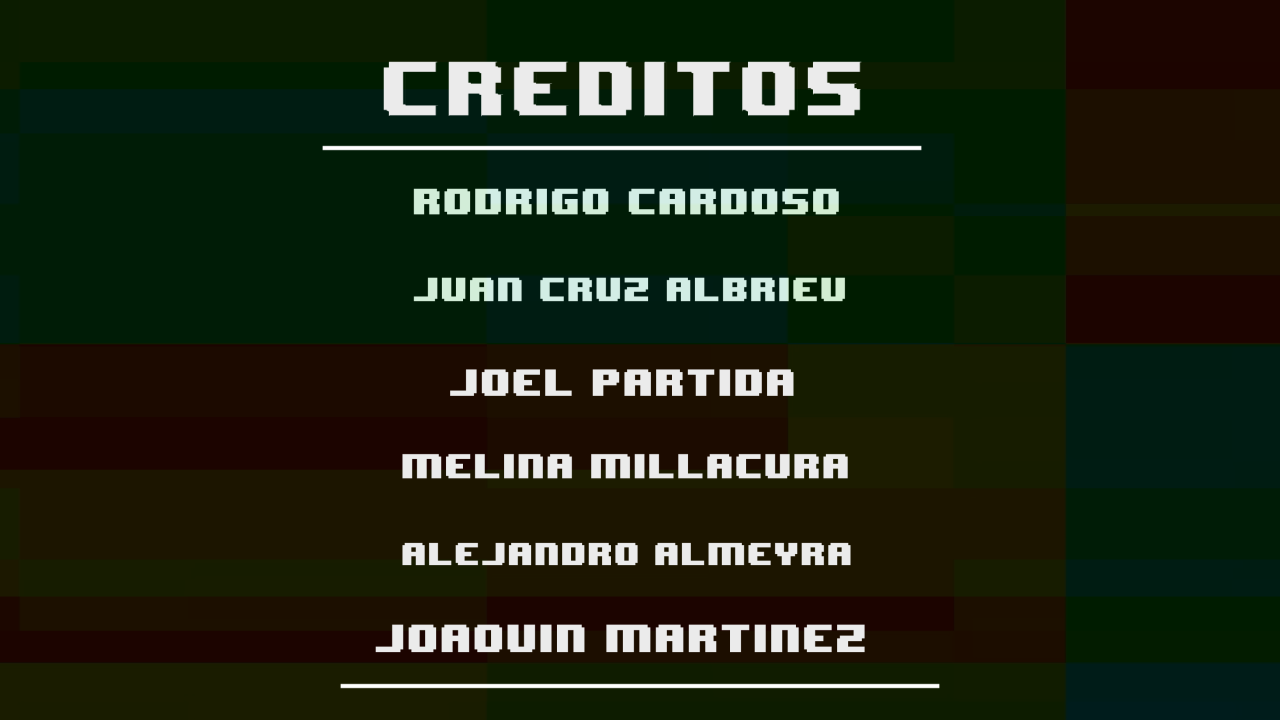 CREDITOS
RODRIGO CARDOSO
JUAN CRUZ ALBRIEU
JOEL PARTIDA
MELINA MILLACURA
ALEJANDRO ALMEYRA
JOAQUIN MARTINEZ